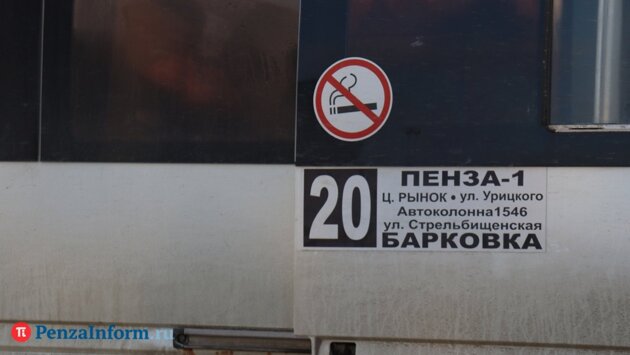 20
ПЕНЗА-1
Ц. РЫНОК • ул. Урицкого
Автоколонна1546
ул. Стрельбищенская
БАРКОВКА
π PenzaInform.ru